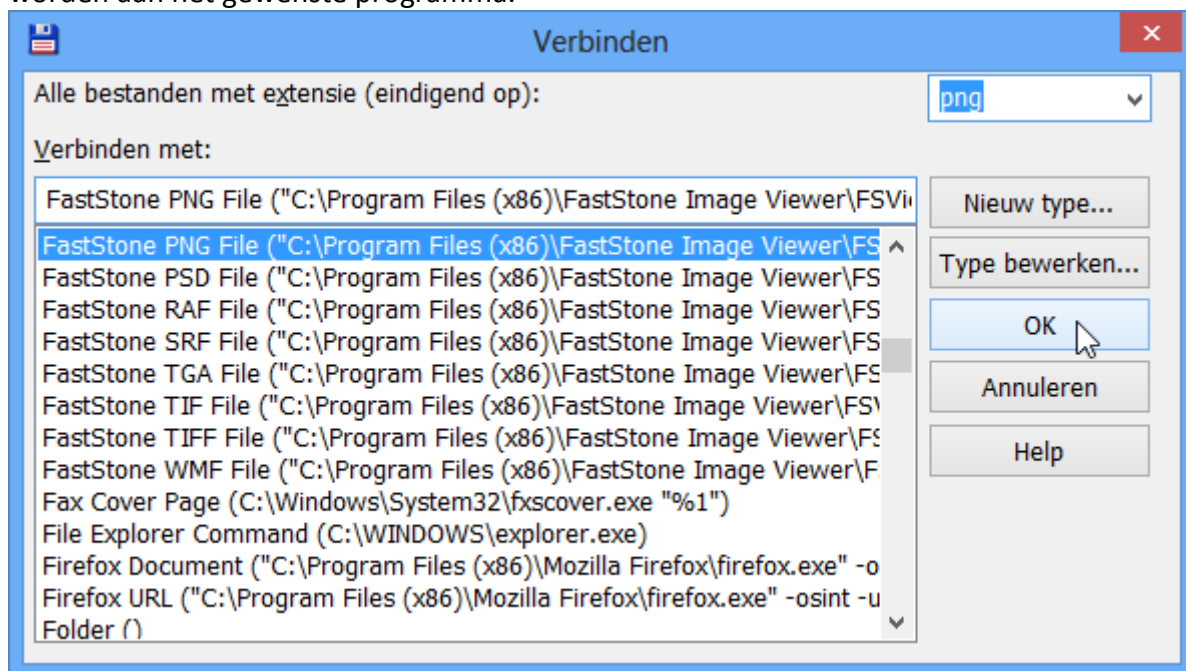 worden aan het gewenste programma.
Verbinden
Alle bestanden met extensie (eindigend op):
png
Verbinden met:
FastStone PNG File ("C:\Program Files (x86)\FastStone Image Viewer\FSVi
Nieuw type...
FastStone PNG File ("C:\Program Files (x86)\FastStone Image Viewer\FS
Type bewerken...
FastStone PSD File ("C:\Program Files (x86)\FastStone Image Viewer\FS
FastStone RAF File ("C:\Program Files (x86)\FastStone Image Viewer\FS
OK
FastStone SRF File ("C:\Program Files (x86)\FastStone Image Viewer\FS
FastStone TGA File ("C:\Program Files (x86)\FastStone Image Viewer\FS
Annuleren
FastStone TIF File ("C:\Program Files (x86)\FastStone Image Viewer\FSV
FastStone TIFF File ("C:\Program Files (x86)\FastStone Image Viewer\FS
Help
FastStone WMF File ("C:\Program Files (x86)\FastStone Image Viewer\F
Fax Cover Page (C:\Windows\System32\fxscover.exe "%1")
File Explorer Command (C:\WINDOWS\explorer.exe)
Firefox Document ("C:\Program Files (x86)\Mozilla Firefox\firefox.exe" -o
Firefox URL ("C:\Program Files (x86)\Mozilla Firefox\firefox.exe" -osint -u
Folder ()